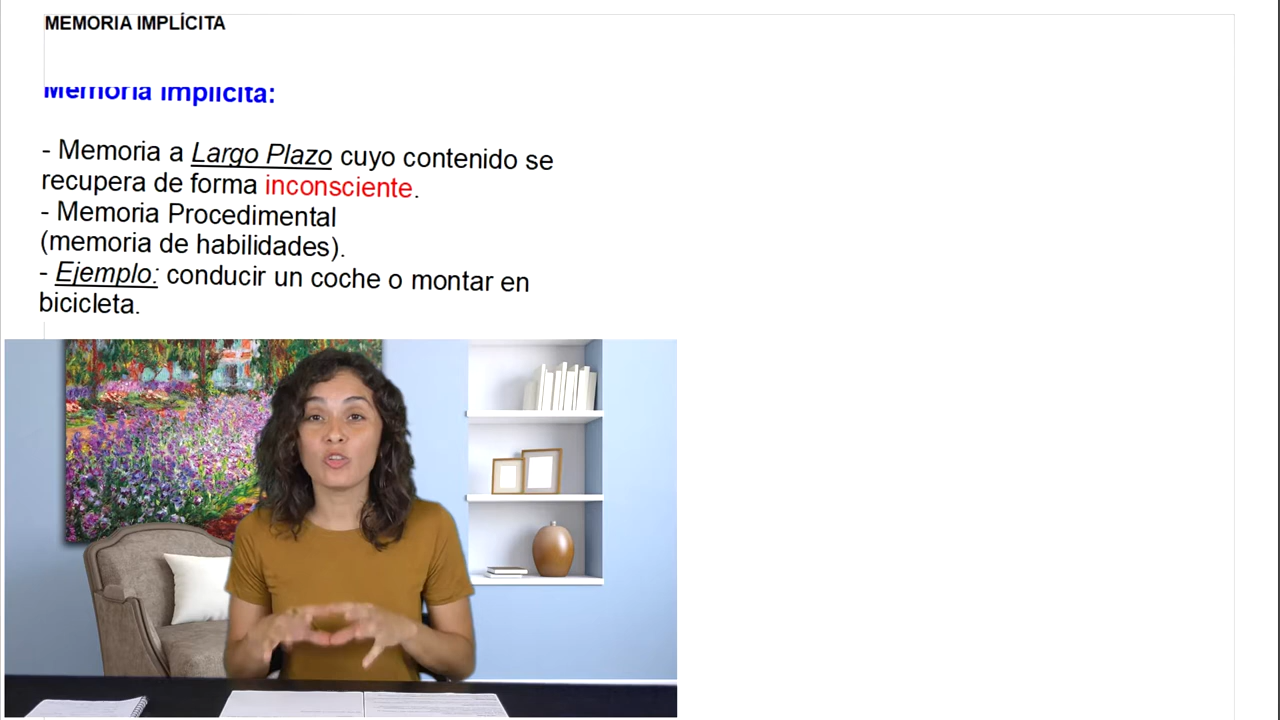 MEMORIA IMPLÍCITA
Memoria Implícita:
- Memoria a Largo Plazo cuyo contenido se
recupera de forma inconsciente.
- Memoria Procedimental
(memoria de habilidades).
- Ejemplo: conducir un coche o montar en
bicicleta.